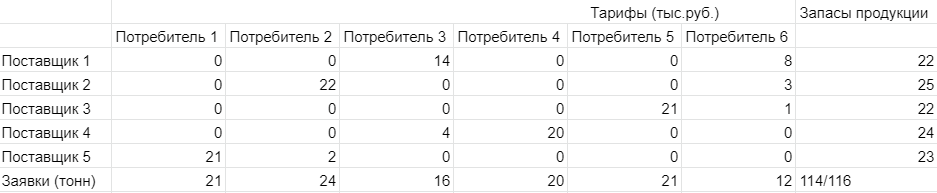 Тарифы (тыс.руб.) Запасы продукции
Потребитель 1 Потребитель 2 Потребитель 3 Потребитель 4 Потребитель 5 Потребитель 6
Поставщик 1 0 0 14 0 0 8 22
Поставщик 2 0 22 0 0 0 3 25
Поставщик 3 0 0 0 0 21 1 22
Поставщик 4 0 0 4 20 0 0 24
Поставщик 5 21 2 0 0 0 0 23
Заявки (тонн) 21 24 16 20 21 12 114/116